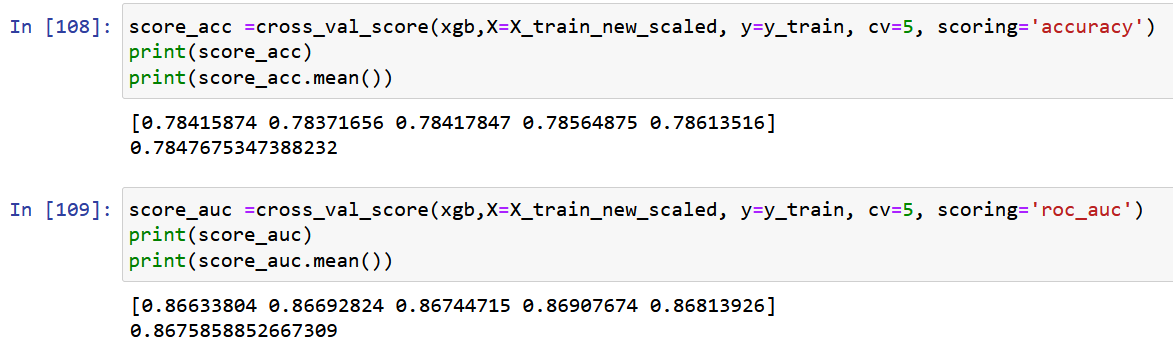 In [108]: score_acc =cross_val_score(xgb,X=X_train_new_scaled, y=y_train, cv=5, scoring='accuracy')
print(score_acc)
print(score_acc.mean())
[0.78415874 0.78371656 0.78417847 0.78564875 0.78613516]
0.7847675347388232
In [109]: score_auc =cross_val_score(xgb,X=X_train_new_scaled, y=y_train, cv=5, scoring='roc_auc')
print(score_auc)
print(score_auc.mean())
[0.86633804 0.86692824 0.86744715 0.86907674 0.86813926]
0.8675858852667309